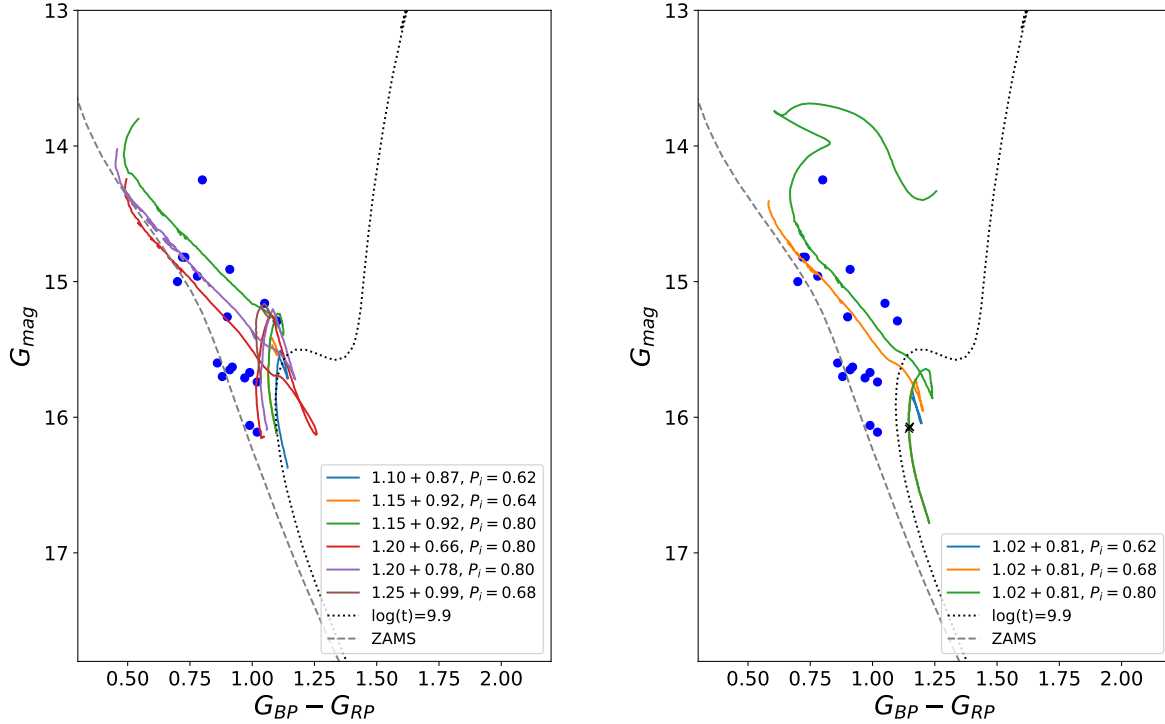 13
14
15
16
17
G_mag
0.50 0.75 1.00 1.25 1.50 1.75 2.00
G_BP − G_RP
1.10 + 0.87, P_i = 0.62
1.15 + 0.92, P_i = 0.64
1.15 + 0.92, P_i = 0.80
1.20 + 0.66, P_i = 0.80
1.20 + 0.78, P_i = 0.80
1.25 + 0.99, P_i = 0.68
log(t)=9.9
ZAMS
13
14
15
16
17
G_mag
0.50 0.75 1.00 1.25 1.50 1.75 2.00
G_BP − G_RP
1.02 + 0.81, P_i = 0.62
1.02 + 0.81, P_i = 0.68
1.02 + 0.81, P_i = 0.80
log(t)=9.9
ZAMS